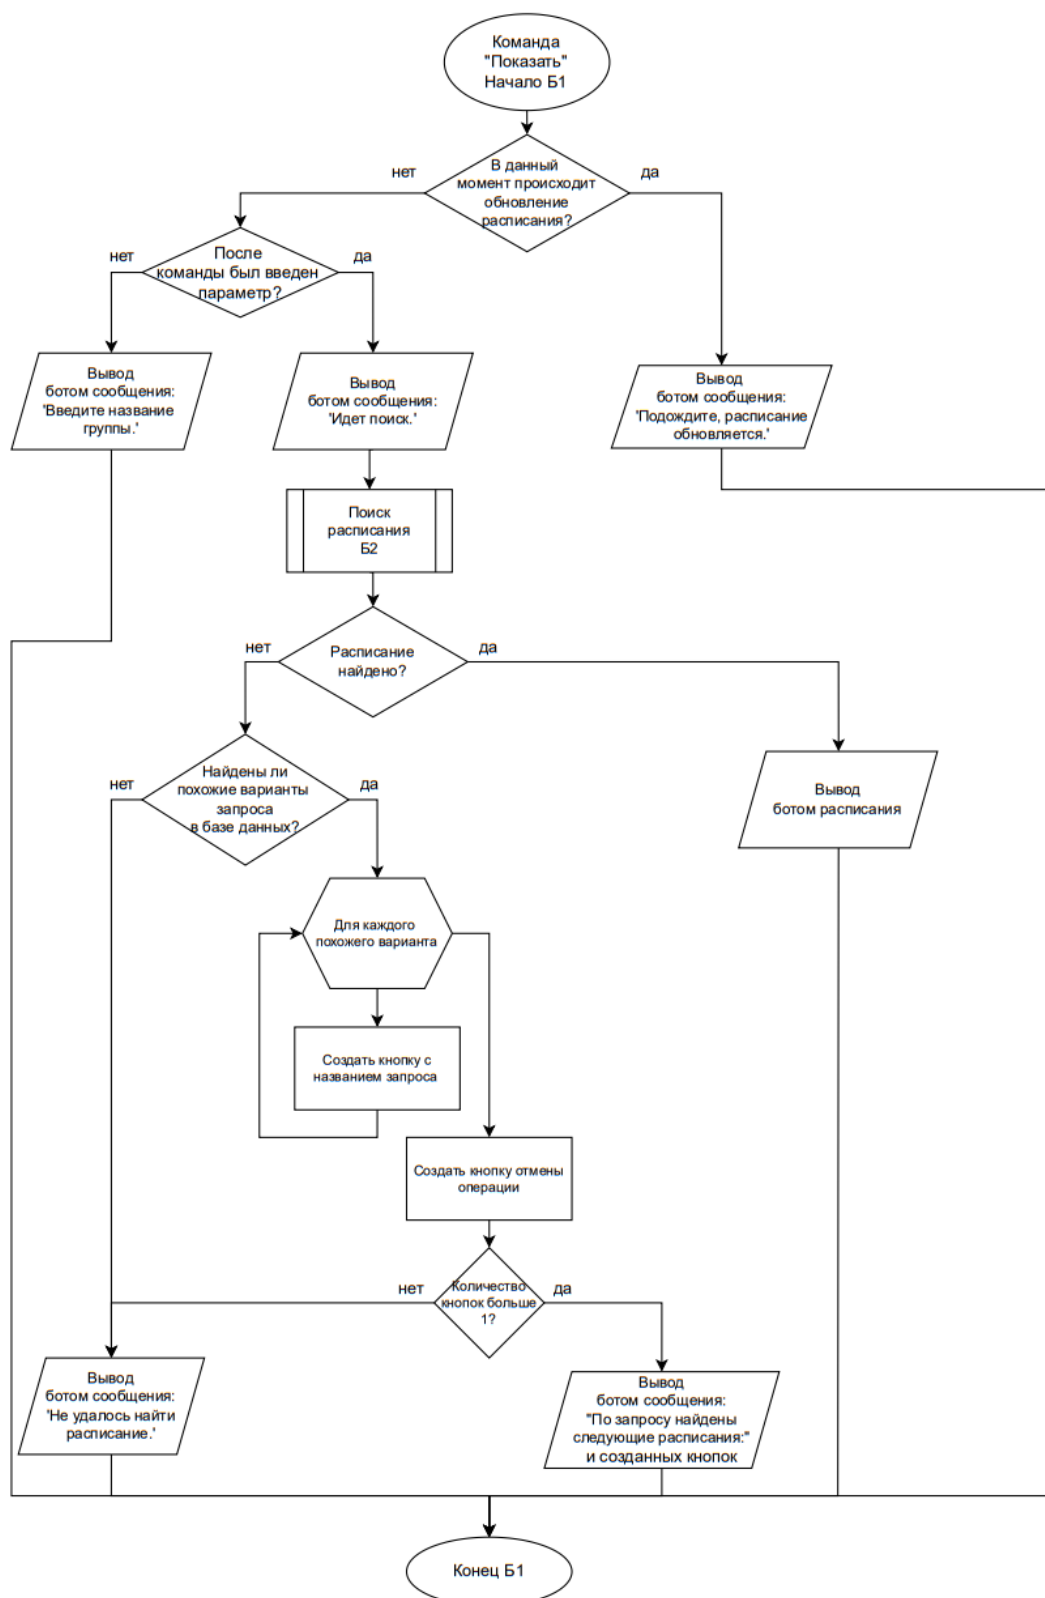 Команда
"Показать"
Начало Б1
нет
В данный
момент происходит
обновление
расписания?
да
нет
После
команды был введен
параметр?
да
Вывод
ботом сообщения:
'Введите название
группы.'
Вывод
ботом сообщения:
'Идет поиск.'
Вывод
ботом сообщения:
'Подождите, расписание
обновляется.'
Поиск
расписания
Б2
нет
Расписание
найдено?
да
нет
Найдены ли
похожие варианты
запроса
в базе данных?
да
Вывод
ботом расписания
Для каждого
похожего варианта
Создать кнопку с
названием запроса
Создать кнопку отмены
операции
нет
Количество
кнопок больше
1?
да
Вывод
ботом сообщения:
'Не удалось найти
расписание.'
Вывод
ботом сообщения:
"По запросу найдены
следующие расписания:"
и созданных кнопок
Конец Б1